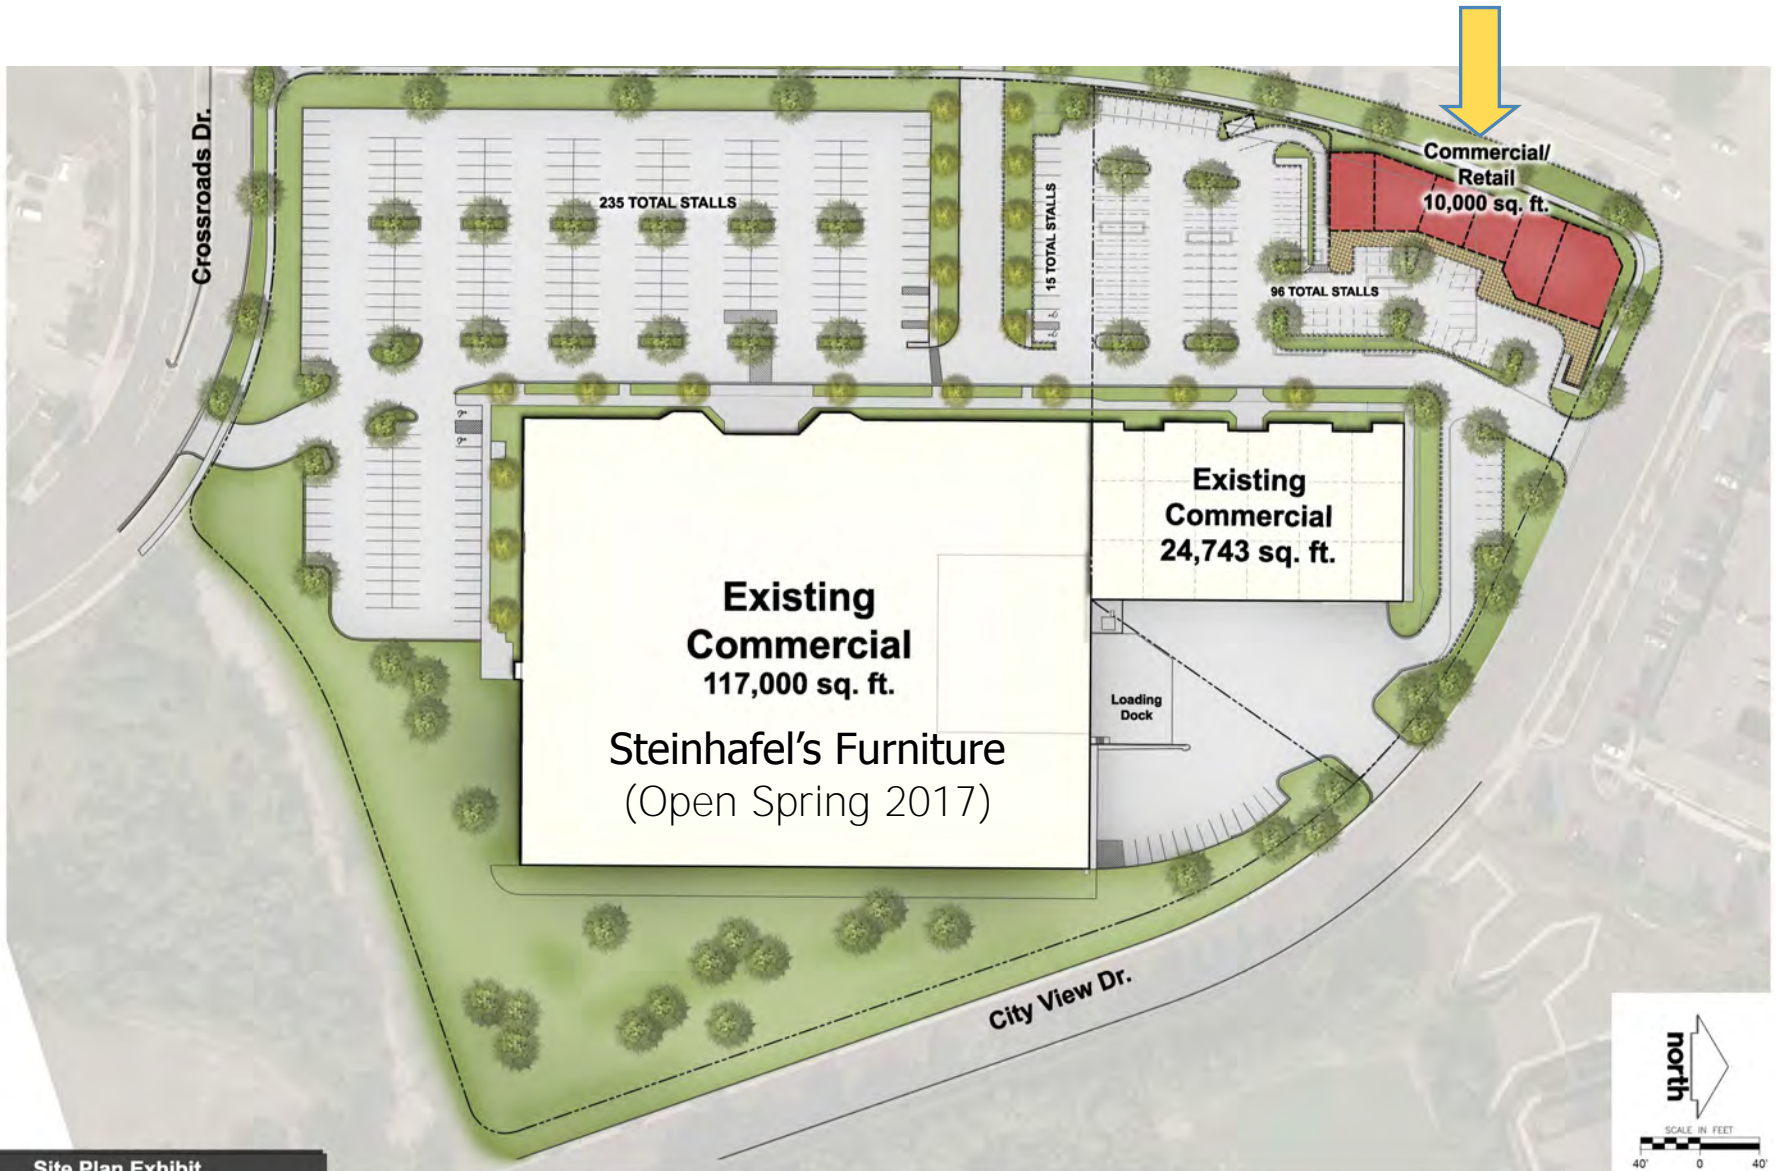 Crossroads Dr.
235 TOTAL STALLS
15 TOTAL STALLS
Commercial/
Retail
10,000 sq. ft.
96 TOTAL STALLS
Existing
Commercial
24,743 sq. ft.
Existing
Commercial
117,000 sq. ft.
Steinhafel's Furniture
(Open Spring 2017)
Loading
Dock
City View Dr.
north
SCALE IN FEET
40' 0 40'
Site Plan Exhibit